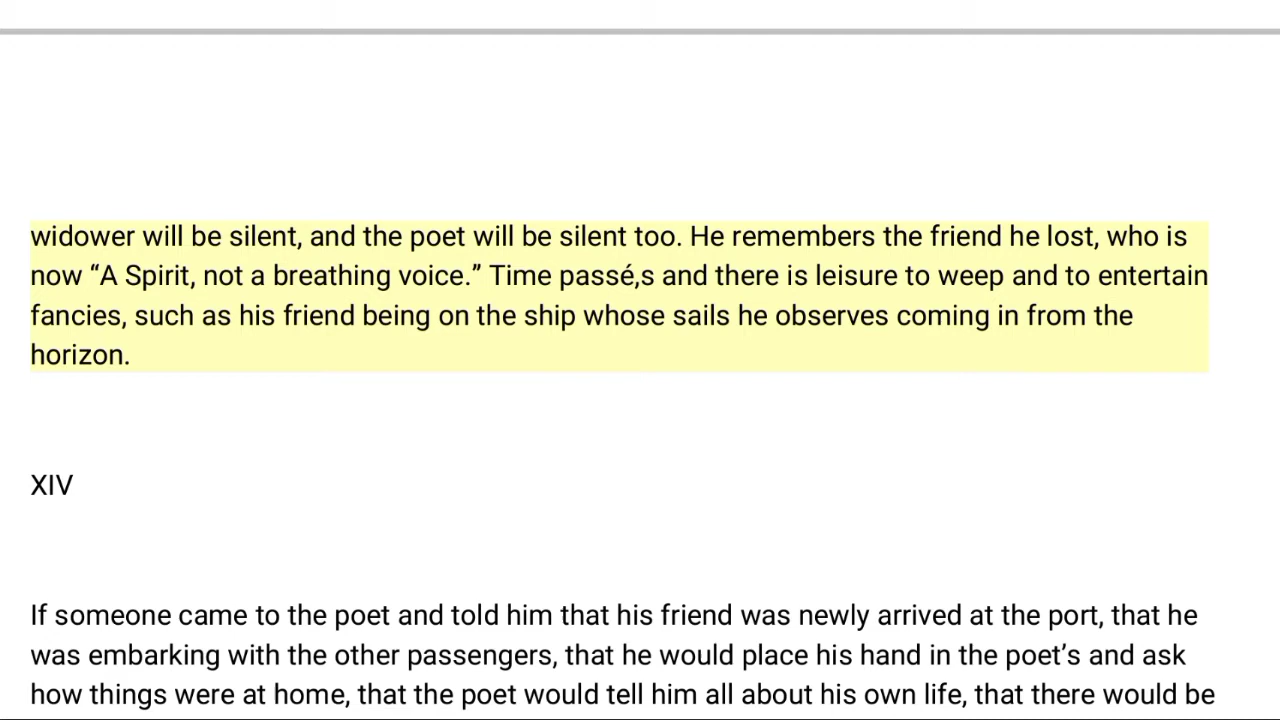 widower will be silent, and the poet will be silent too. He remembers the friend he lost, who is
now “A Spirit, not a breathing voice.” Time passé,s and there is leisure to weep and to entertain
fancies, such as his friend being on the ship whose sails he observes coming in from the
horizon.
XIV
If someone came to the poet and told him that his friend was newly arrived at the port, that he
was embarking with the other passengers, that he would place his hand in the poet’s and ask
how things were at home, that the poet would tell him all about his own life, that there would be